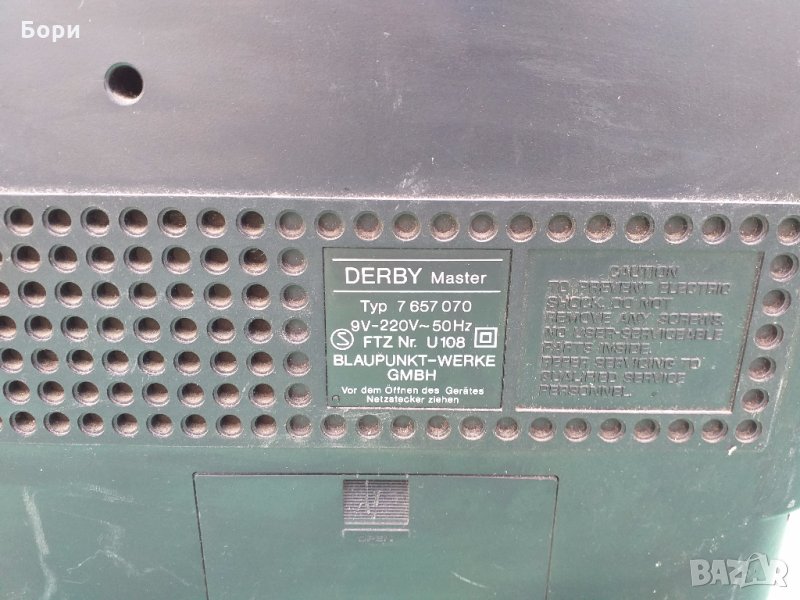 Бори
DERBY Master
Typ 7 657 070
9V-220V~50Hz
S FTZ Nr. U108
BLAUPUNKT-WERKE
GMBH
Vor dem Öffnen des Gerätes
Netzstecker ziehen
CAUTION
TO PREVENT ELECTRIC
SHOCK. DO NOT
REMOVE ANY SCREWS.
NO USER-SERVICEABLE
PARTS INSIDE.
REFER SERVICING TO
QUALIFIED SERVICE
PERSONNEL.
OPEN
BAZAR